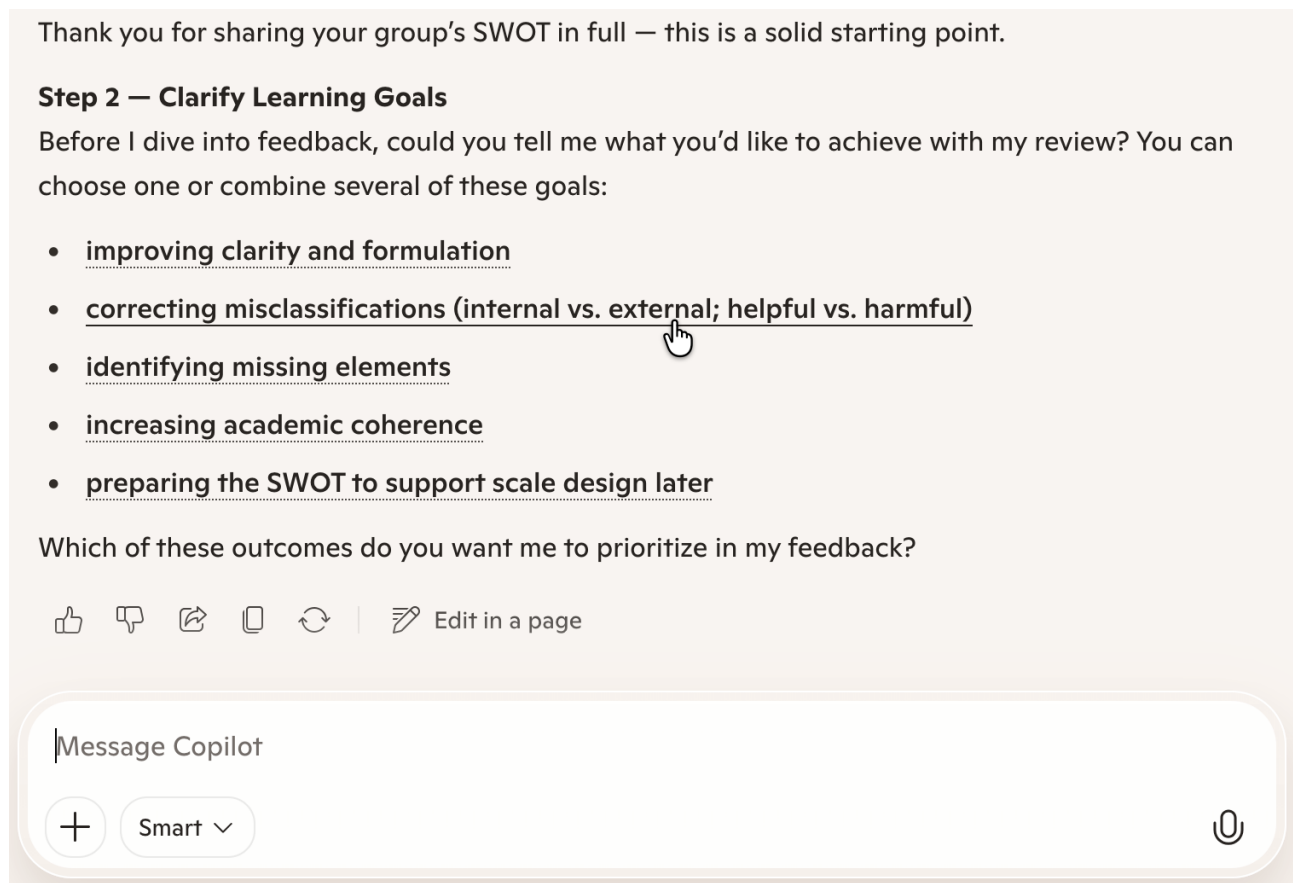 Thank you for sharing your group’s SWOT in full — this is a solid starting point.
Step 2 — Clarify Learning Goals
Before I dive into feedback, could you tell me what you’d like to achieve with my review? You can
choose one or combine several of these goals:
• improving clarity and formulation
• correcting misclassifications (internal vs. external; helpful vs. harmful)
• identifying missing elements
• increasing academic coherence
• preparing the SWOT to support scale design later
Which of these outcomes do you want me to prioritize in my feedback?
Edit in a page
Message Copilot
Smart